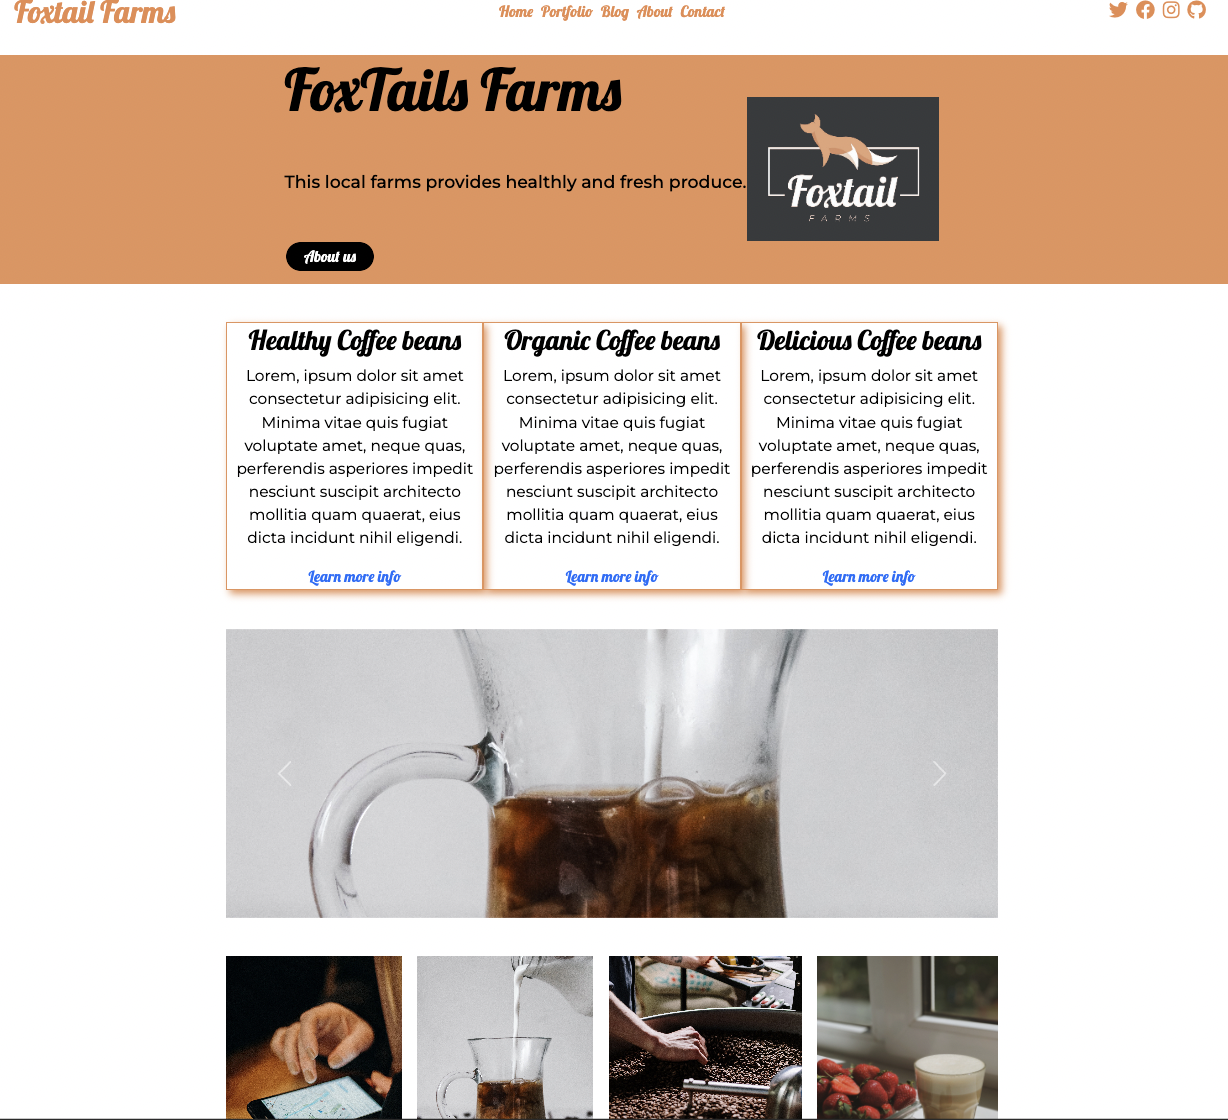 Foxtail Farms
Home Portfolio Blog About Contact
FoxTails Farms
This local farms provides healthly and fresh produce.
About us
Foxtail
FARMS
Healthy Coffee beans
Lorem, ipsum dolor sit amet
consectetur adipisicing elit.
Minima vitae quis fugiat
voluptate amet, neque quas,
perferendis asperiores impedit
nesciunt suscipit architecto
mollitia quam quaerat, eius
dicta incidunt nihil eligendi.
Learn more info
Organic Coffee beans
Lorem, ipsum dolor sit amet
consectetur adipisicing elit.
Minima vitae quis fugiat
voluptate amet, neque quas,
perferendis asperiores impedit
nesciunt suscipit architecto
mollitia quam quaerat, eius
dicta incidunt nihil eligendi.
Learn more info
Delicious Coffee beans
Lorem, ipsum dolor sit amet
consectetur adipisicing elit.
Minima vitae quis fugiat
voluptate amet, neque quas,
perferendis asperiores impedit
nesciunt suscipit architecto
mollitia quam quaerat, eius
dicta incidunt nihil eligendi.
Learn more info